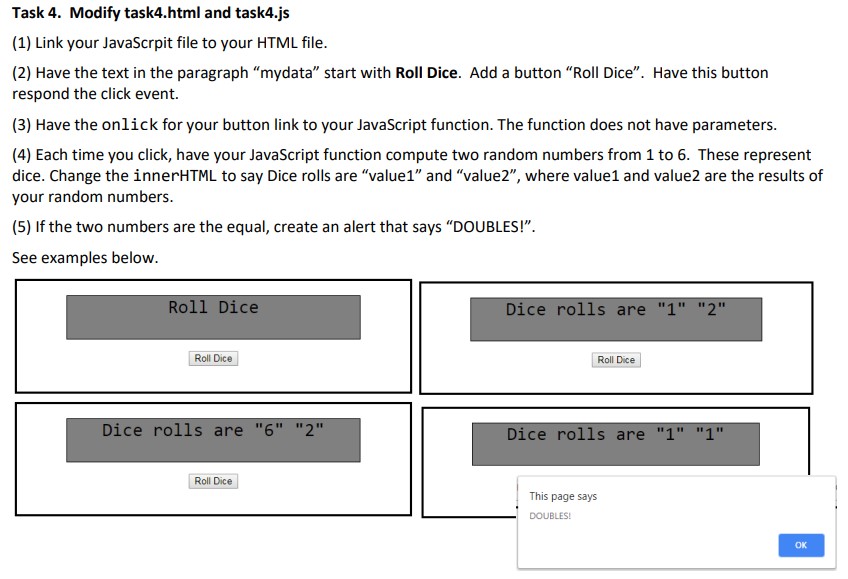 Task 4. Modify task4.html and task4.js
(1) Link your JavaScrpit file to your HTML file.
(2) Have the text in the paragraph “mydata” start with Roll Dice. Add a button “Roll Dice”. Have this button
respond the click event.
(3) Have the onlick for your button link to your JavaScript function. The function does not have parameters.
(4) Each time you click, have your JavaScript function compute two random numbers from 1 to 6. These represent
dice. Change the innerHTML to say Dice rolls are “value1” and “value2”, where value1 and value2 are the results of
your random numbers.
(5) If the two numbers are the equal, create an alert that says “DOUBLES!”.
See examples below.
Roll Dice
Roll Dice
Dice rolls are "1" "2"
Roll Dice
Dice rolls are "6" "2"
Roll Dice
Dice rolls are "1" "1"
This page says
DOUBLES!
OK